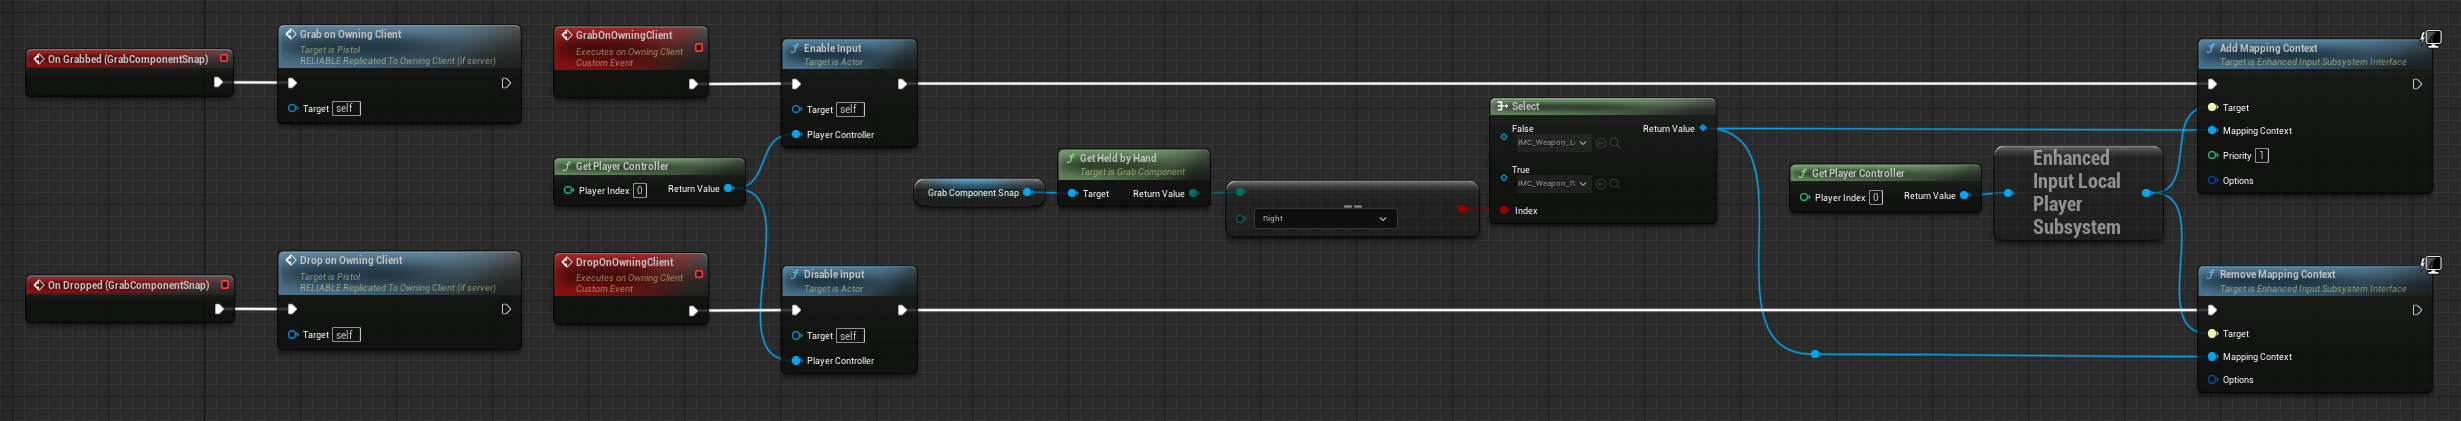 On Grabbed (GrabComponentSnap)
Grab on Owning Client
Target is Pistol
RELIABLE Replicated To Owning Client (if server)
Target self
GrabOnOwningClient
Executes on Owning Client
Custom Event
Enable Input
Target is Actor
Target self
Player Controller
Get Player Controller
Player Index 0
Return Value
Grab Component Snap
Get Held by Hand
Target is Grab Component
Target
Return Value
==
Right
Select
False
Return Value
True
Index
Get Player Controller
Player Index 0
Return Value
Enhanced
Input Local
Player
Subsystem
Add Mapping Context
Target is Enhanced Input Subsystem Interface
Target
Mapping Context
Priority 1
Options
On Dropped (GrabComponentSnap)
Drop on Owning Client
Target is Pistol
RELIABLE Replicated To Owning Client (if server)
Target self
DropOnOwningClient
Executes on Owning Client
Custom Event
Disable Input
Target is Actor
Target self
Player Controller
Remove Mapping Context
Target is Enhanced Input Subsystem Interface
Target
Mapping Context
Options